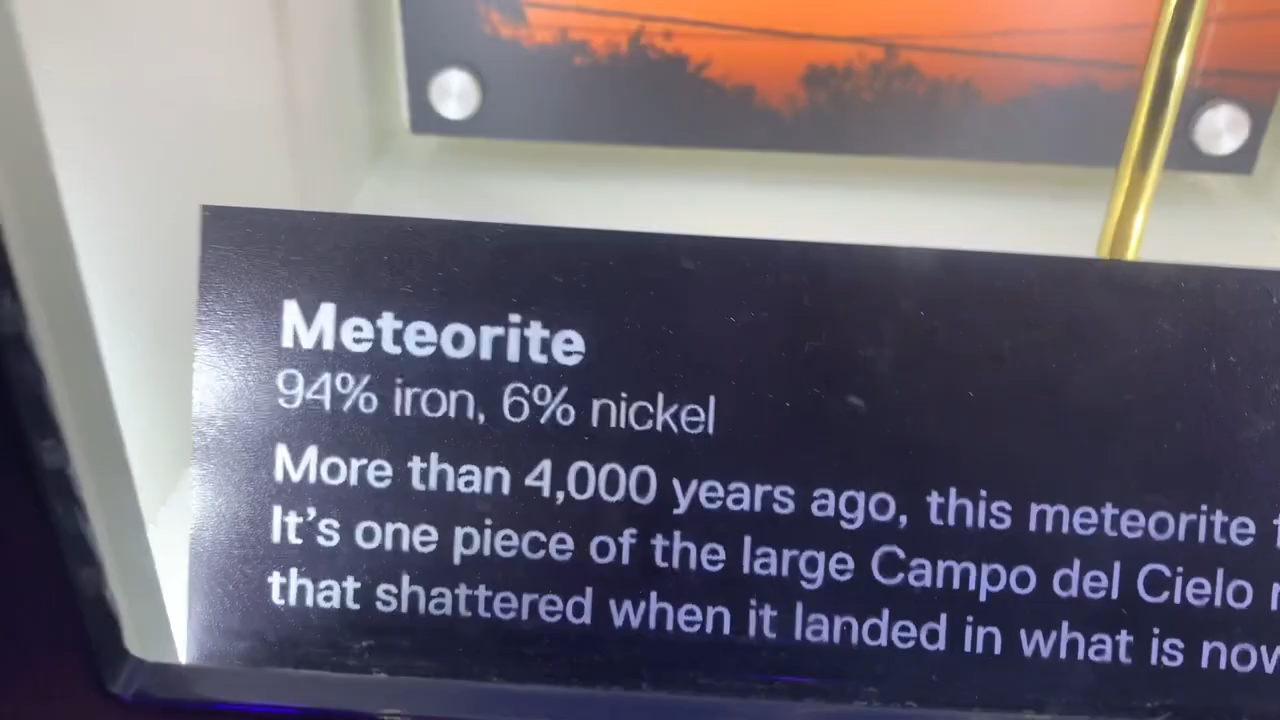 Meteorite
94% iron, 6% nickel
More than 4,000 years ago, this meteorite
It's one piece of the large Campo del Cielo
that shattered when it landed in what is now